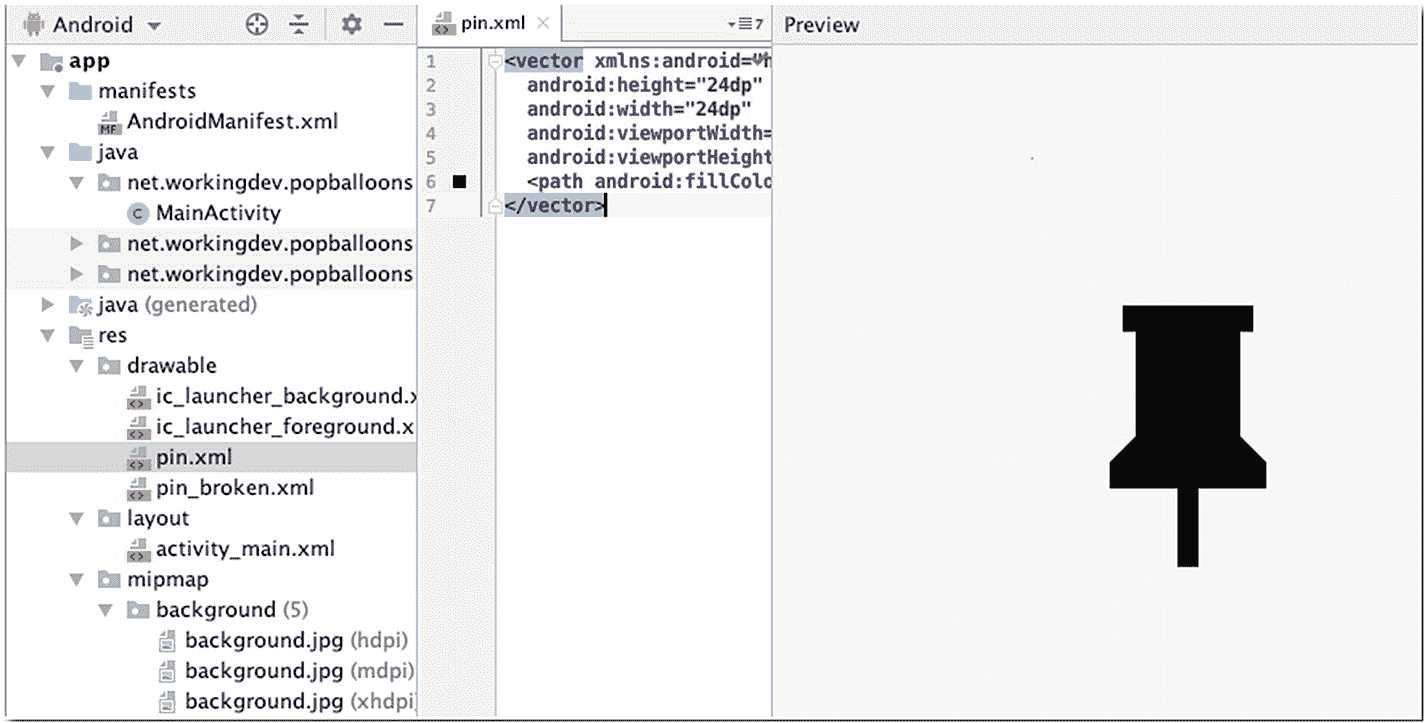 Android
app
manifests
AndroidManifest.xml
java
net.workingdev.popballoons
MainActivity
net.workingdev.popballoons
net.workingdev.popballoons
java (generated)
res
drawable
ic_launcher_background.x
ic_launcher_foreground.x
pin.xml
pin_broken.xml
layout
activity_main.xml
mipmap
background (5)
background.jpg (hdpi)
background.jpg (mdpi)
background.jpg (xhdpi)
pin.xml
7
1 <vector xmlns:android="h
2 android:height="24dp"
3 android:width="24dp"
4 android:viewportWidth=
5 android:viewportHeight
6 <path android:fillColo
7 </vector>
Preview